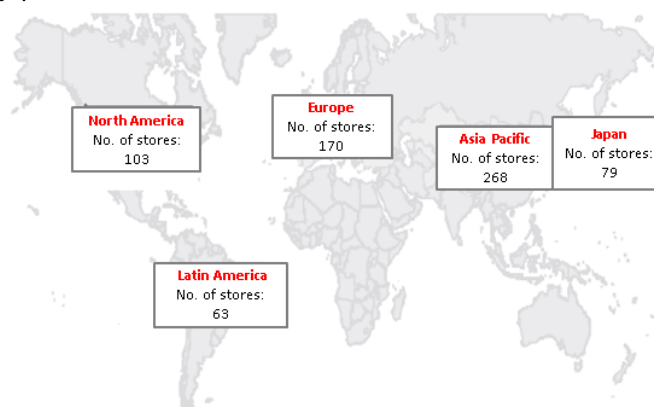 North America
No. of stores:
103
Europe
No. of stores:
170
Asia Pacific
No. of stores:
268
Japan
No. of stores:
79
Latin America
No. of stores:
63